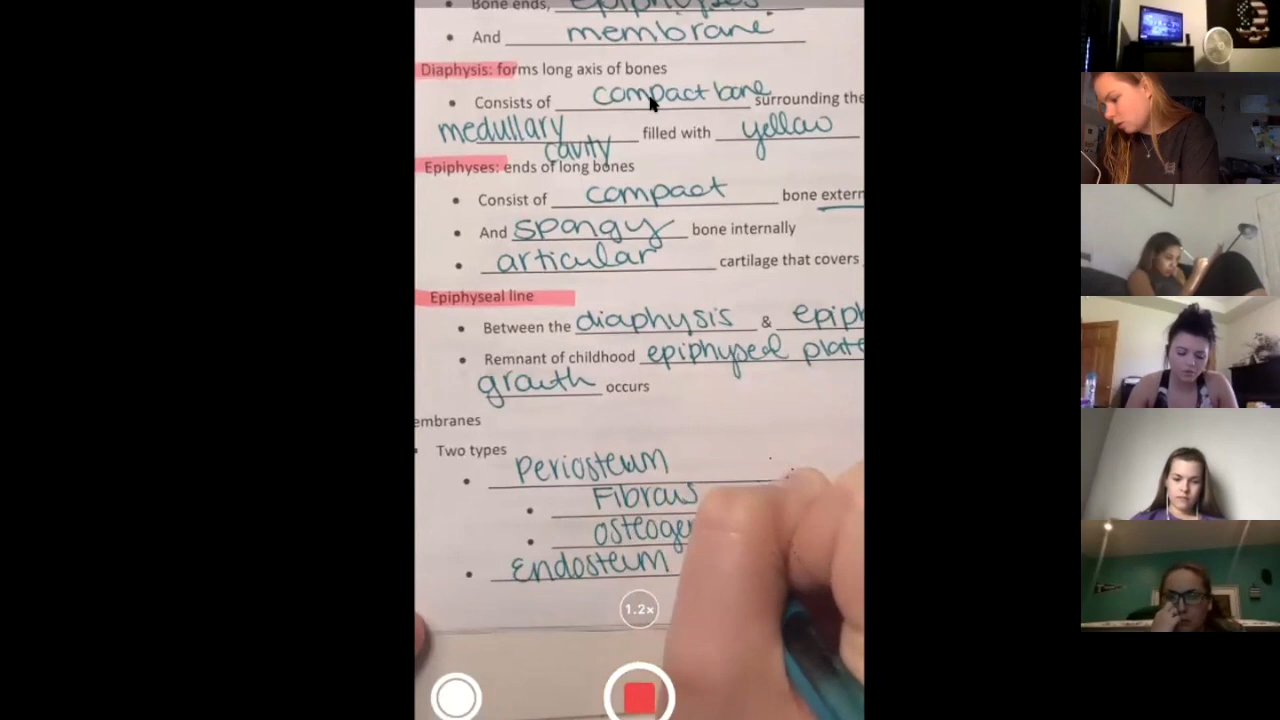 • Bone ends, epiphyses
• And membrane
Diaphysis: forms long axis of bones
• Consists of compact bone surrounding the
medullary cavity filled with yellow
Epiphyses: ends of long bones
• Consist of compact bone extern
• And spongy bone internally
• articular cartilage that covers
Epiphyseal line
• Between the diaphysis & epiph
• Remnant of childhood epiphyseal plate
growth occurs
embranes
Two types
• Periosteum
• Fibrous
• osteoge
• Endosteum
1.2x